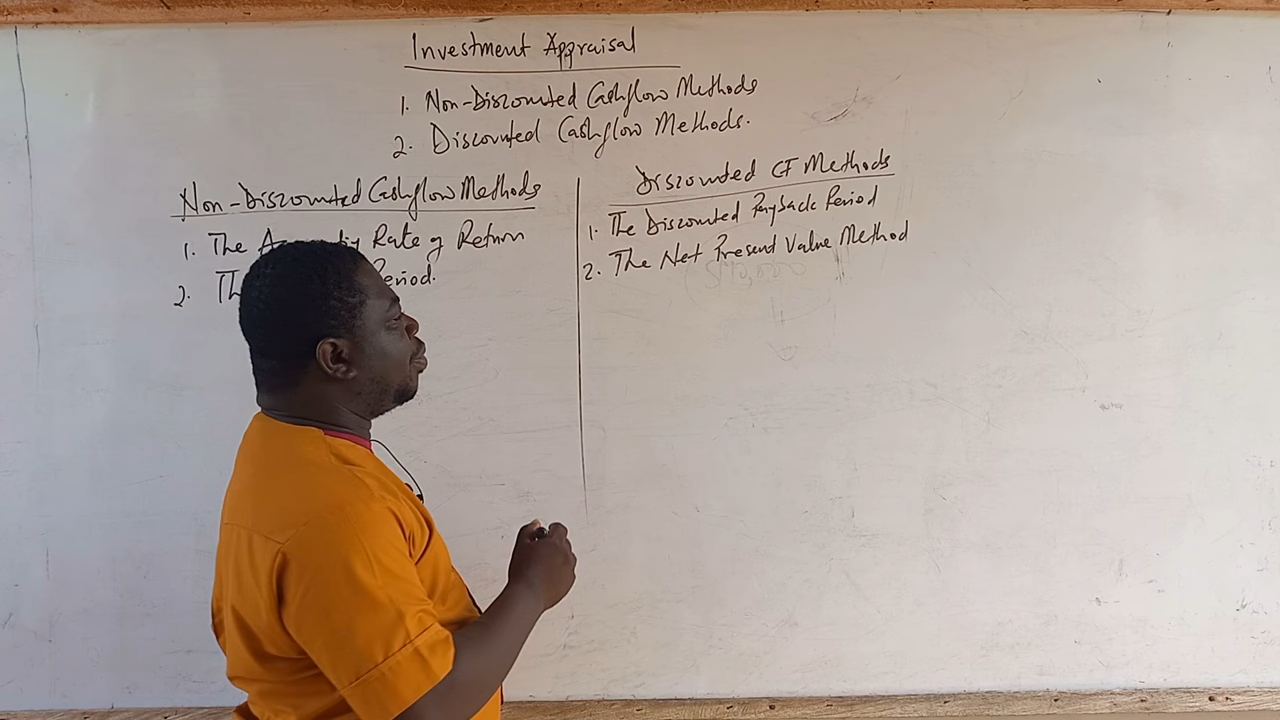 Investment Appraisal
1. Non-Discounted Cashflow Methods
2. Discounted Cashflow Methods.
Non-Discounted Cashflow Methods
1. The Rate of Return
2. Period.
Discounted CF Methods
1. The Discounted Payback Period
2. The Net Present Value Method